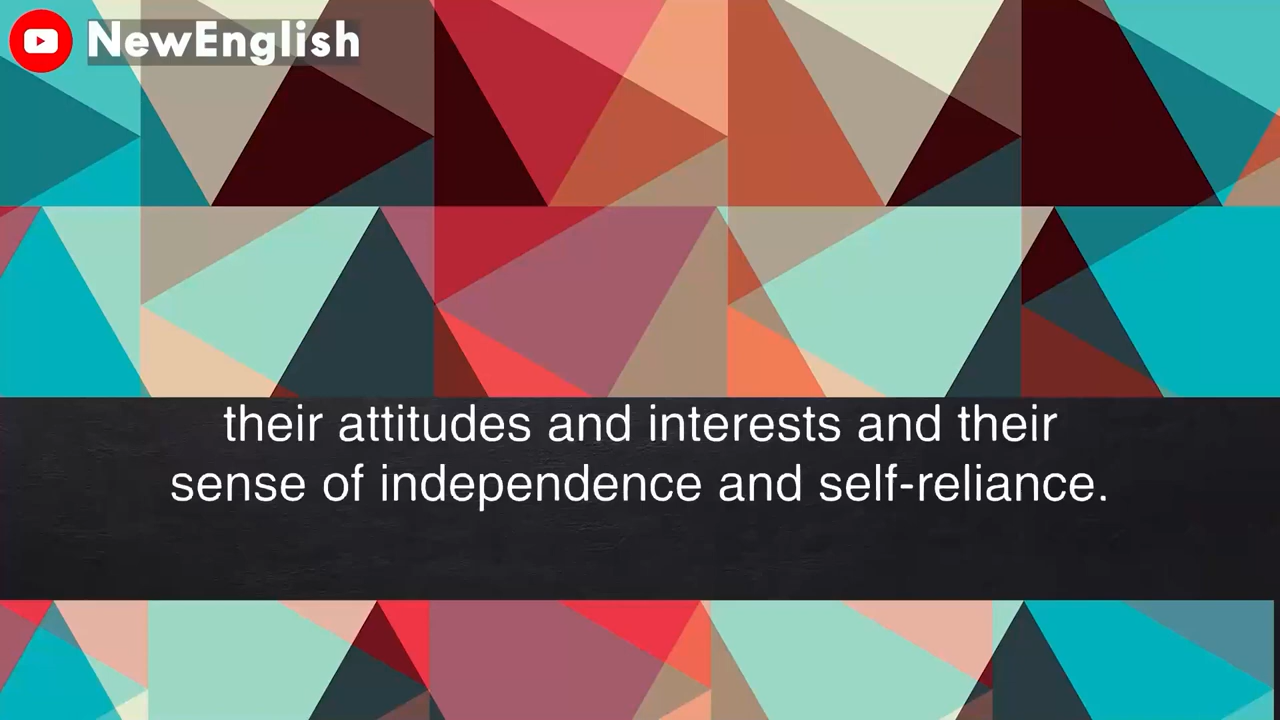 NewEnglish
their attitudes and interests and their
sense of independence and self-reliance.